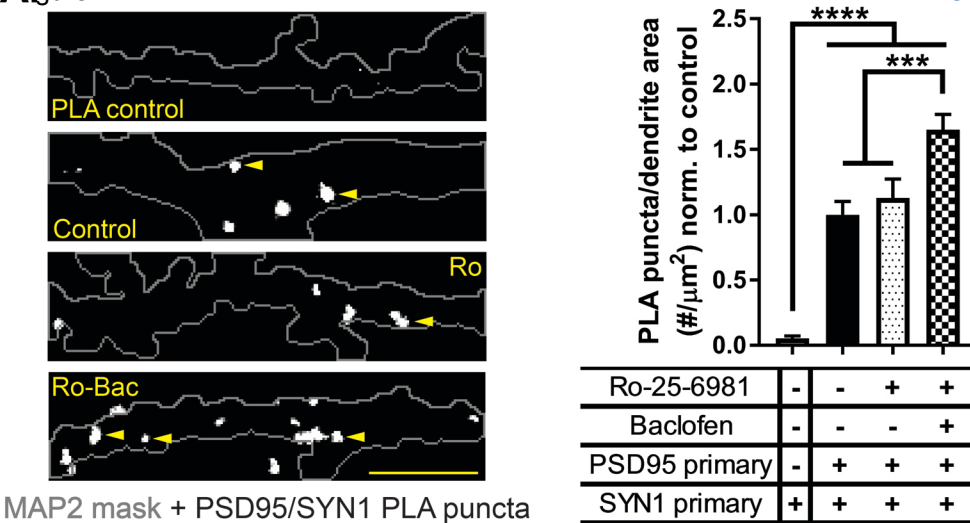 PLA control
Control
Ro
Ro-Bac
MAP2 mask + PSD95/SYN1 PLA puncta
PLA puncta/dendrite area
(#/μm²) norm. to control
2.5
2.0
1.5
1.0
0.5
0.0
****
***
Ro-25-6981 - - + +
Baclofen - - - +
PSD95 primary - + + +
SYN1 primary + + + +